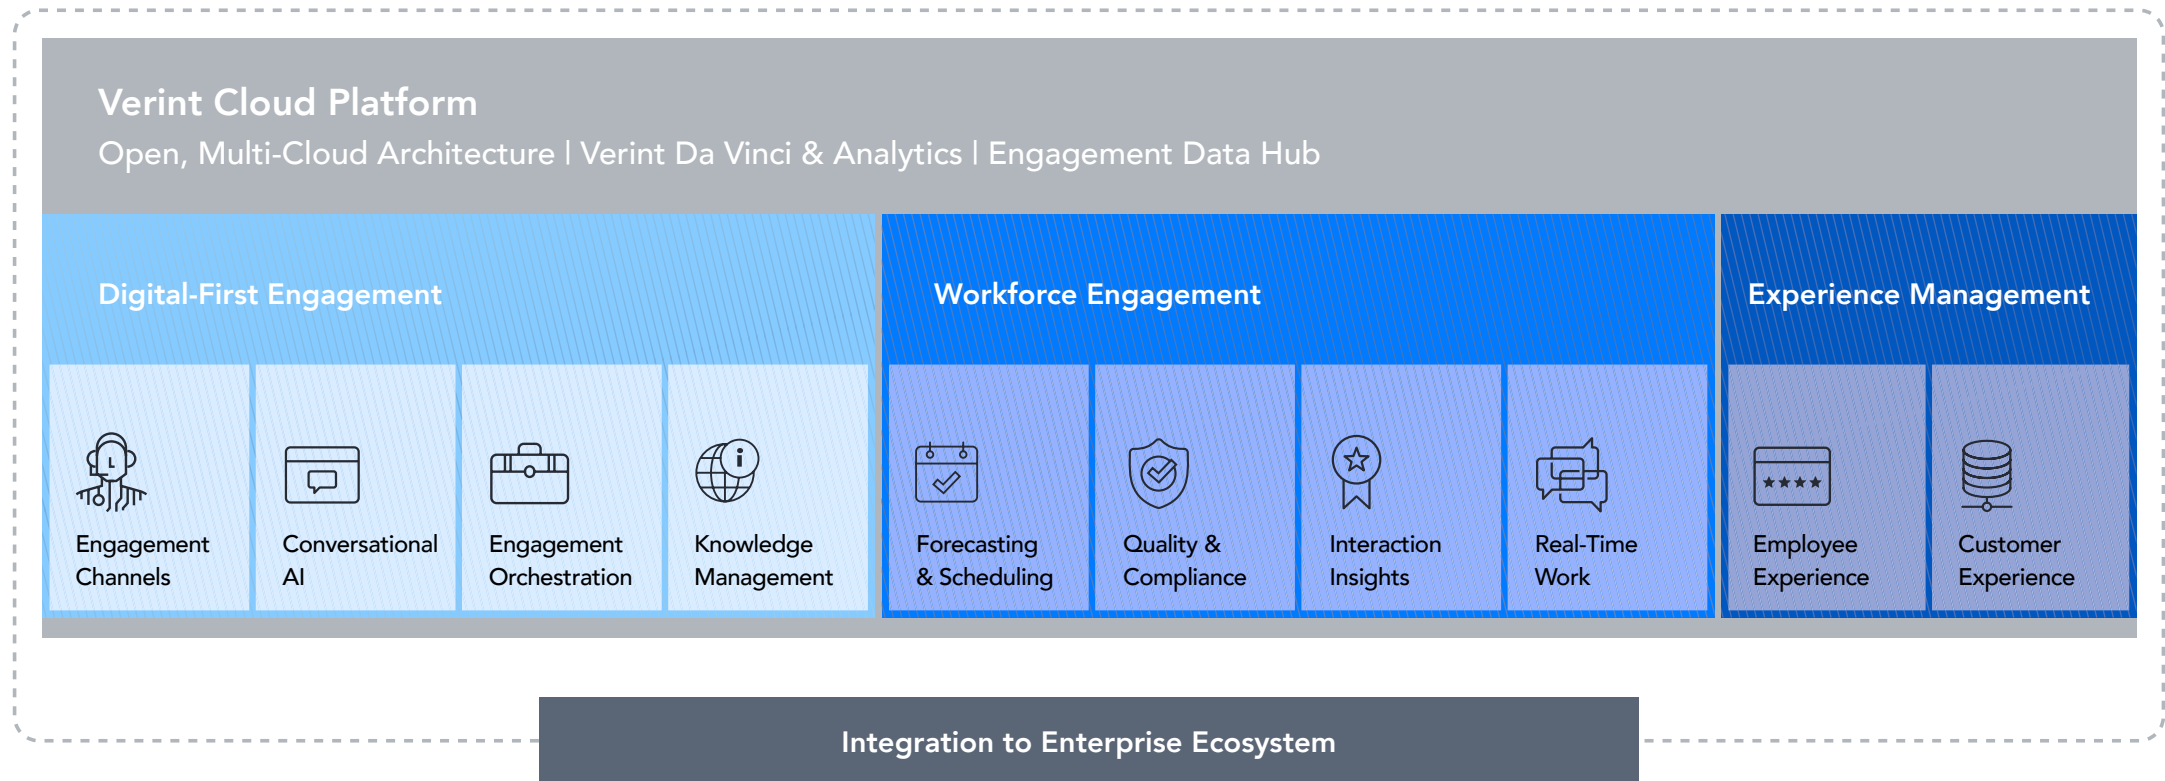 Verint Cloud Platform
Open, Multi-Cloud Architecture | Verint Da Vinci & Analytics | Engagement Data Hub
Digital-First Engagement
Engagement
Channels
Conversational
AI
Engagement
Orchestration
Knowledge
Management
Workforce Engagement
Forecasting
& Scheduling
Quality &
Compliance
Interaction
Insights
Real-Time
Work
Experience Management
Employee
Experience
Customer
Experience
Integration to Enterprise Ecosystem